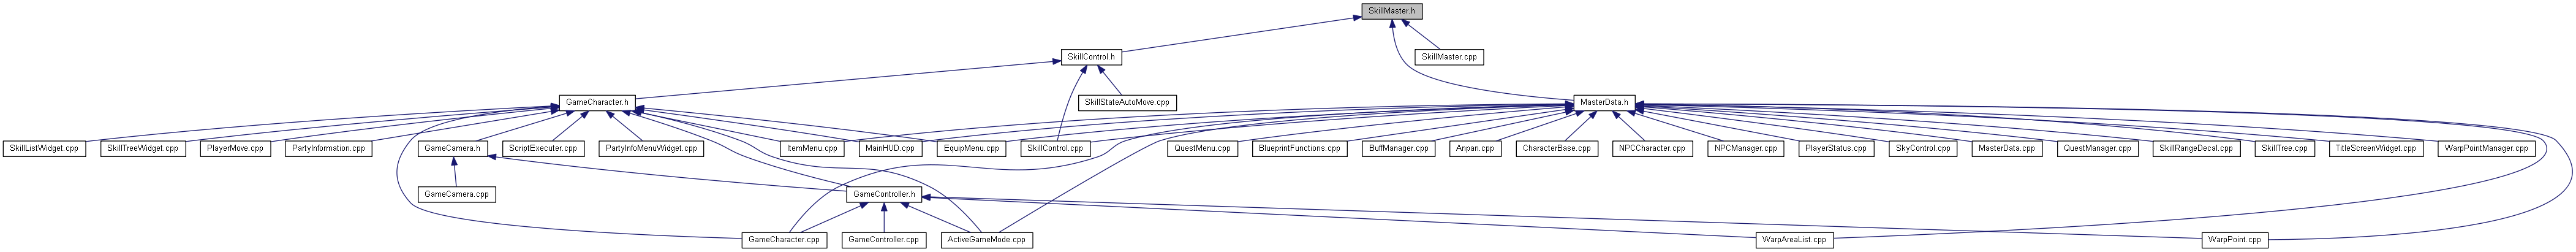 SkillMaster.h
SkillControl.h
SkillMaster.cpp
GameCharacter.h
SkillStateAutoMove.cpp
MasterData.h
SkillListWidget.cpp
SkillTreeWidget.cpp
PlayerMove.cpp
PartyInformation.cpp
GameCamera.h
ScriptExecuter.cpp
PartyInfoMenuWidget.cpp
ItemMenu.cpp
MainHUD.cpp
EquipMenu.cpp
SkillControl.cpp
QuestMenu.cpp
BlueprintFunctions.cpp
BuffManager.cpp
Anpan.cpp
CharacterBase.cpp
NPCCharacter.cpp
NPCManager.cpp
PlayerStatus.cpp
SkyControl.cpp
MasterData.cpp
QuestManager.cpp
SkillRangeDecal.cpp
SkillTree.cpp
TitleScreenWidget.cpp
WarpPointManager.cpp
GameCamera.cpp
GameController.h
GameCharacter.cpp
GameController.cpp
ActiveGameMode.cpp
WarpAreaList.cpp
WarpPoint.cpp